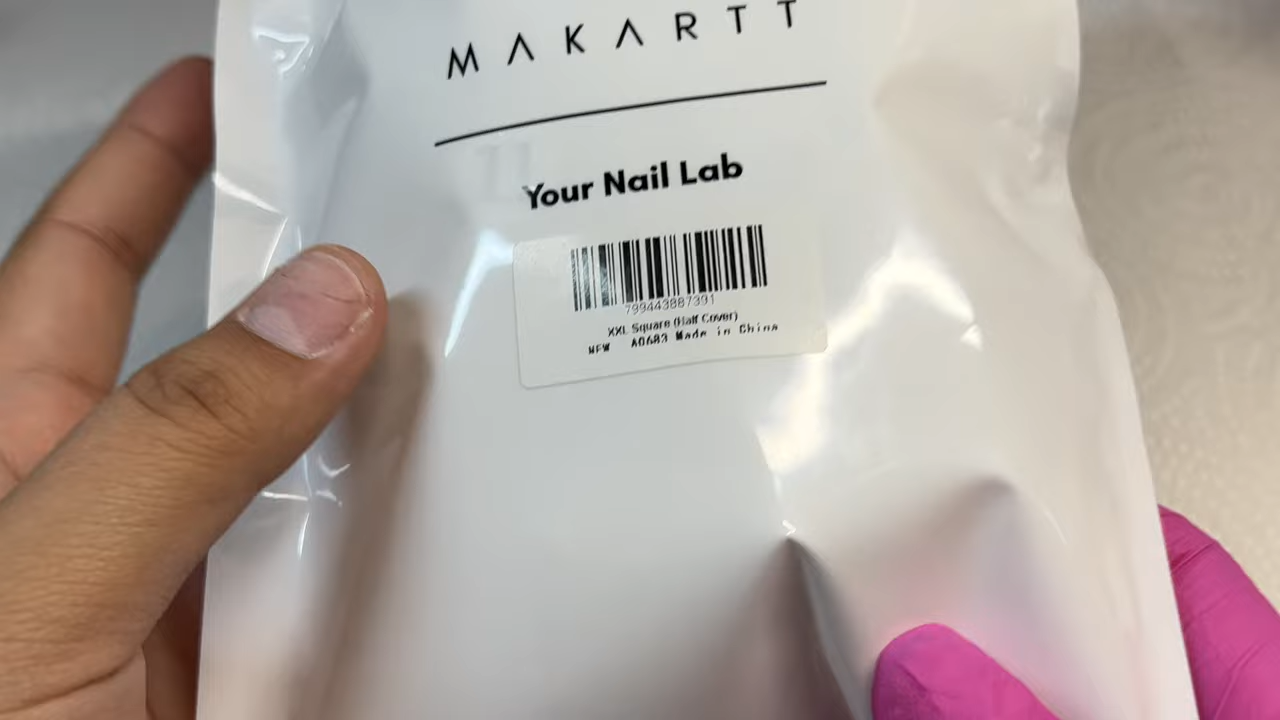 MAKARTT
Your Nail Lab
799443887391
XXL Square (Half Cover)
NEW A0683 Made in China